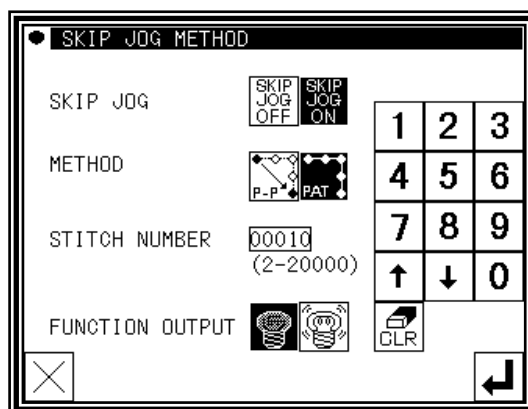 SKIP JOG METHOD
SKIP JOG
SKIP JOG OFF
SKIP JOG ON
1 2 3
METHOD
P-P
PAT
4 5 6
STITCH NUMBER
00010
(2-20000)
7 8 9
↑ ↓ 0
FUNCTION OUTPUT
CLR